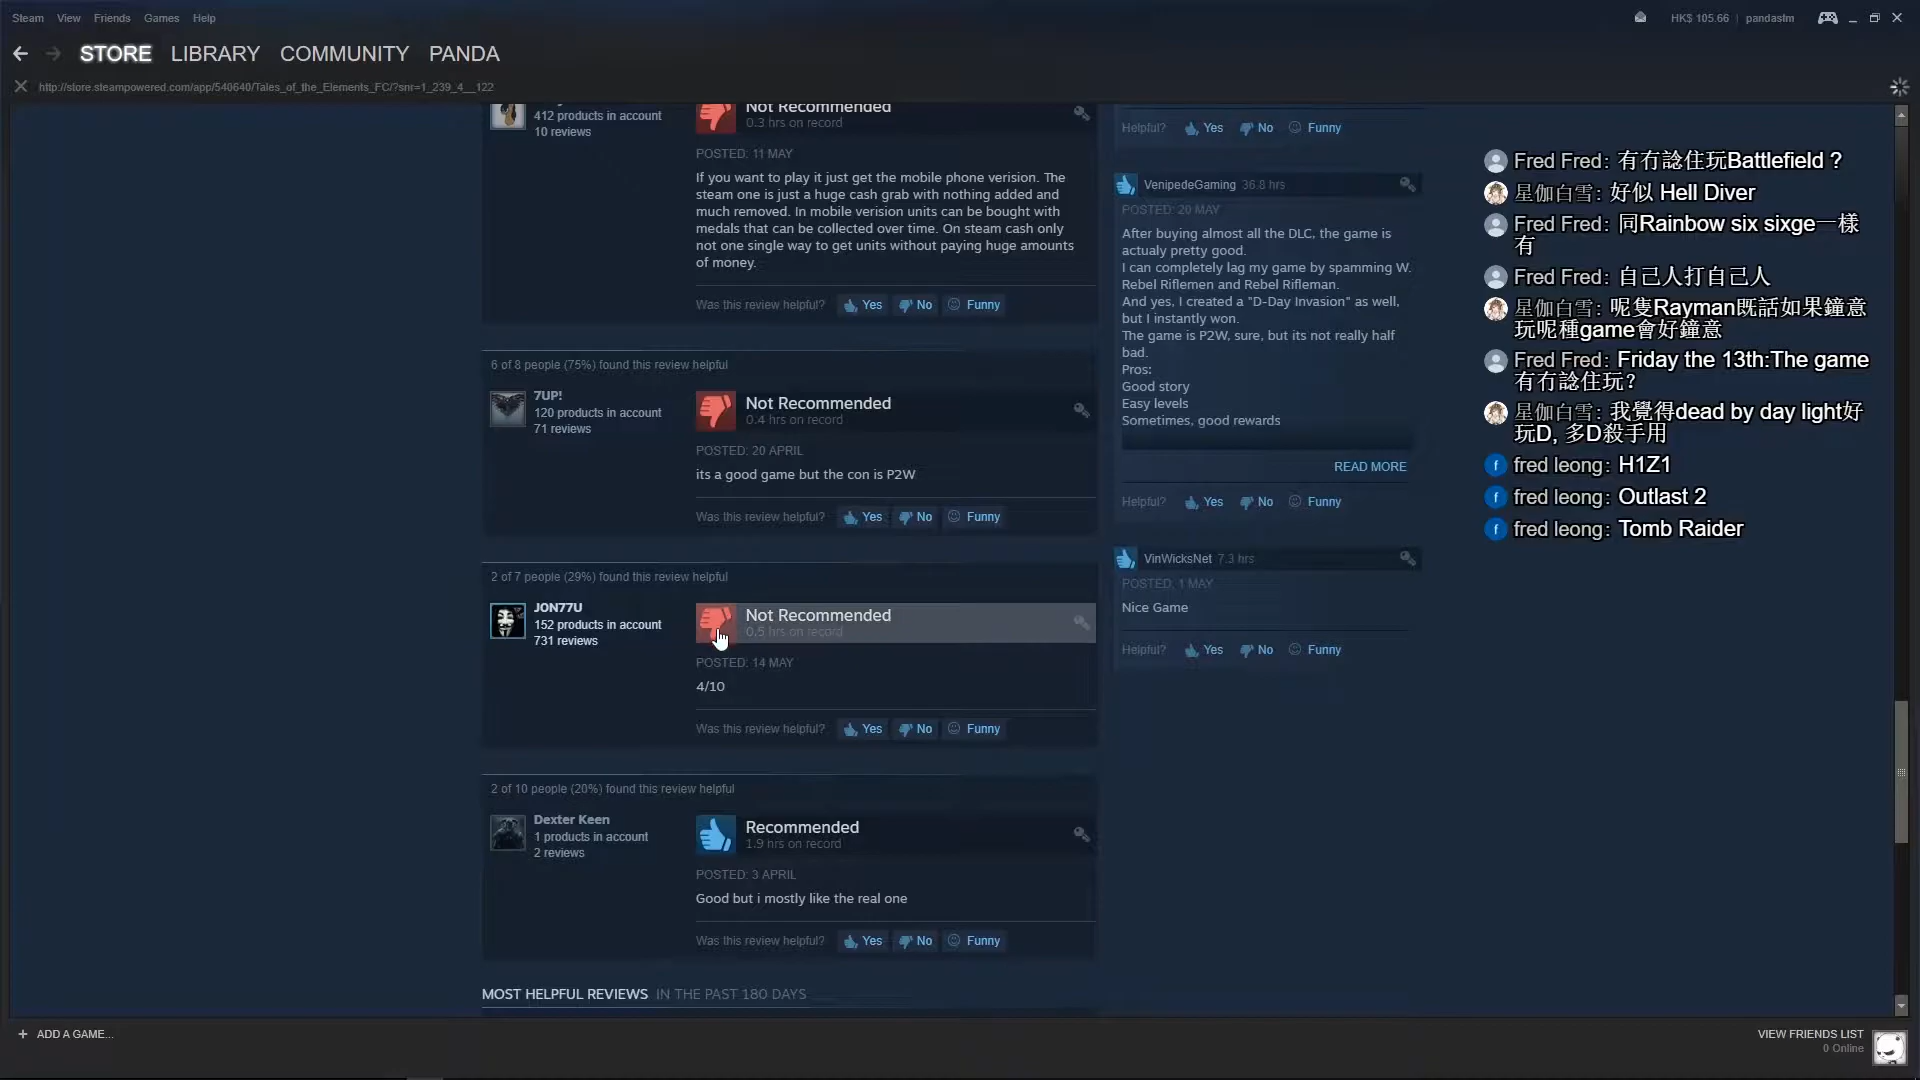 Steam View Friends Games Help
HK$ 105.66 | pandastm
STORE LIBRARY COMMUNITY PANDA
http://store.steampowered.com/app/540640/Tales_of_the_Elements_FC/?snr=1_239_4__122
412 products in account
10 reviews
Not Recommended
0.3 hrs on record
POSTED: 11 MAY
If you want to play it just get the mobile phone verision. The
steam one is just a huge cash grab with nothing added and
much removed. In mobile verision units can be bought with
medals that can be collected over time. On steam cash only
not one single way to get units without paying huge amounts
of money.
Was this review helpful? Yes No Funny
6 of 8 people (75%) found this review helpful
7UP!
120 products in account
71 reviews
Not Recommended
0.4 hrs on record
POSTED: 20 APRIL
its a good game but the con is P2W
Was this review helpful? Yes No Funny
2 of 7 people (29%) found this review helpful
J0N77U
152 products in account
731 reviews
Not Recommended
0.5 hrs on record
POSTED: 14 MAY
4/10
Was this review helpful? Yes No Funny
2 of 10 people (20%) found this review helpful
Dexter Keen
1 products in account
2 reviews
Recommended
1.9 hrs on record
POSTED: 3 APRIL
Good but i mostly like the real one
Was this review helpful? Yes No Funny
MOST HELPFUL REVIEWS IN THE PAST 180 DAYS
Helpful? Yes No Funny
VenipedeGaming 36.8 hrs
POSTED: 20 MAY
After buying almost all the DLC, the game is
actualy pretty good.
I can completely lag my game by spamming W.
Rebel Riflemen and Rebel Rifleman.
And yes, I created a "D-Day Invasion" as well,
but I instantly won.
The game is P2W, sure, but its not really half
bad.
Pros:
Good story
Easy levels
Sometimes, good rewards
READ MORE
Helpful? Yes No Funny
VinWicksNet 7.3 hrs
POSTED: 1 MAY
Nice Game
Helpful? Yes No Funny
Fred Fred: 有冇諗住玩Battlefield ?
星伽白雪: 好似 Hell Diver
Fred Fred: 同Rainbow six sixge一樣
有
Fred Fred: 自己人打自己人
星伽白雪: 呢隻Rayman既話如果鐘意
玩呢種game會好鐘意
Fred Fred: Friday the 13th:The game
有冇諗住玩?
星伽白雪: 我覺得dead by day light好
玩D, 多D殺手用
fred leong: H1Z1
fred leong: Outlast 2
fred leong: Tomb Raider
+ ADD A GAME...
VIEW FRIENDS LIST
0 Online